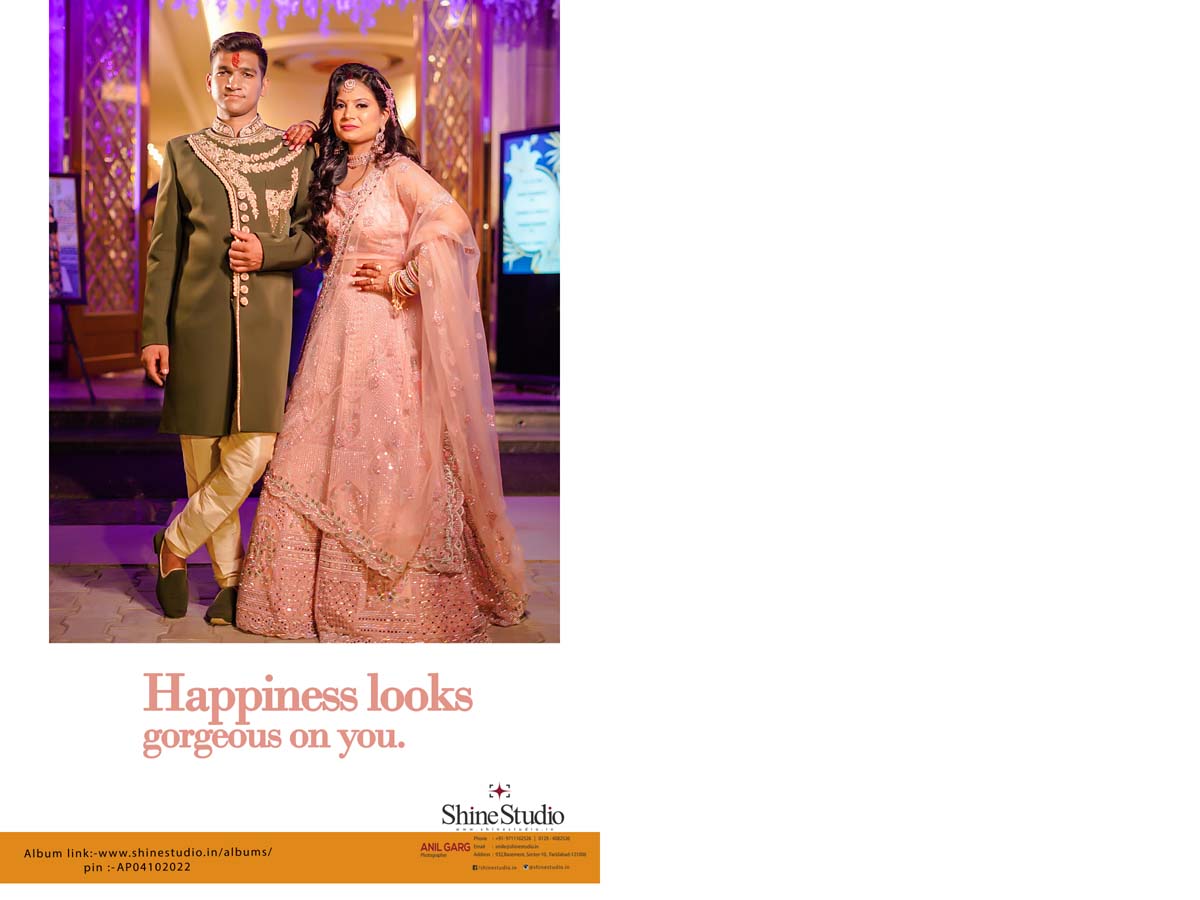 Happiness looks
gorgeous on you.
Shine Studio
www.shinestudio.in
Album link:-www.shinestudio.in/albums/
pin :-AP04102022
ANIL GARG
Photographer
Phone : +91- 9711102526 | 0129 - 4082526
Email : smile@shinestudio.in
Address : 932,Basement, Sector-10, Faridabad-121006
/shinestudio.in @shinestudio.in